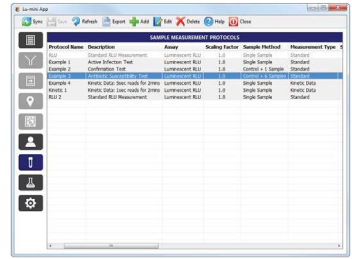 Lu-mini App
Sync Save Refresh Export Add Edit Delete Help Close
SAMPLE MEASUREMENT PROTOCOLS
Protocol Name Description Assay Scaling Factor Sample Method Measurement Type S
RLU Standard RLU Measurement Luminescent RLU 1.0 Single Sample Standard
Example 1 Active Infection Test Luminescent RLU 1.0 Single Sample Standard
Example 2 Confirmation Test Luminescent RLU 1.0 Control + 1 Sample Standard
Example 3 Antibiotic Susceptibility Test Luminescent RLU 1.0 Control + 6 Samples Standard
Example 4 Kinetic Data: 5sec reads for 2mins Luminescent RLU 1.0 Single Sample Kinetic Data
Kinetic 1 Kinetic Data: 1sec reads for 2mins Luminescent RLU 1.0 Single Sample Kinetic Data
RLU 2 Standard RLU Measurement Luminescent RLU 1.0 Single Sample Standard